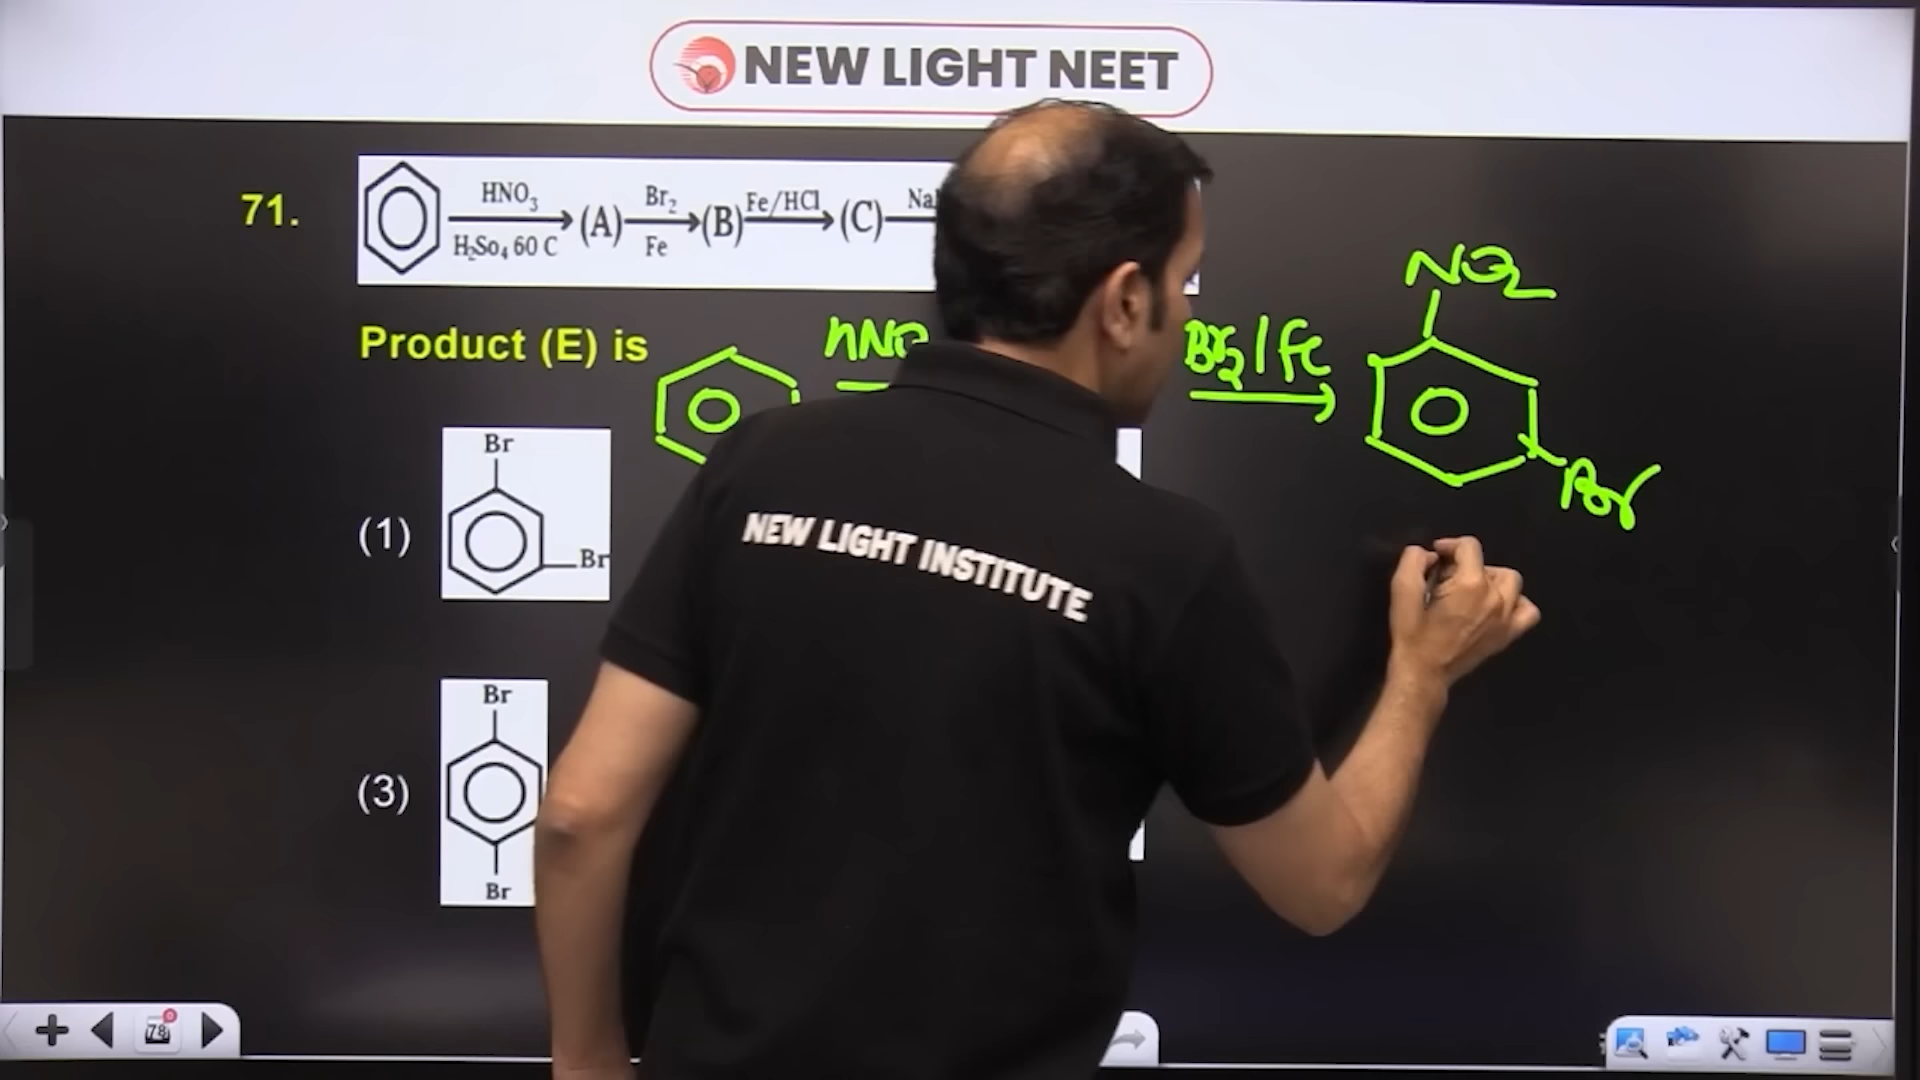 NEW LIGHT NEET
71.
HNO₃
H₂So₄ 60 C
(A)
Br₂
Fe
(B)
Fe/HCl
(C)
NO₂
Product (E) is
Br₂/Fe
Br
(1)
Br
Br
NEW LIGHT INSTITUTE
(3)
Br
Br
78